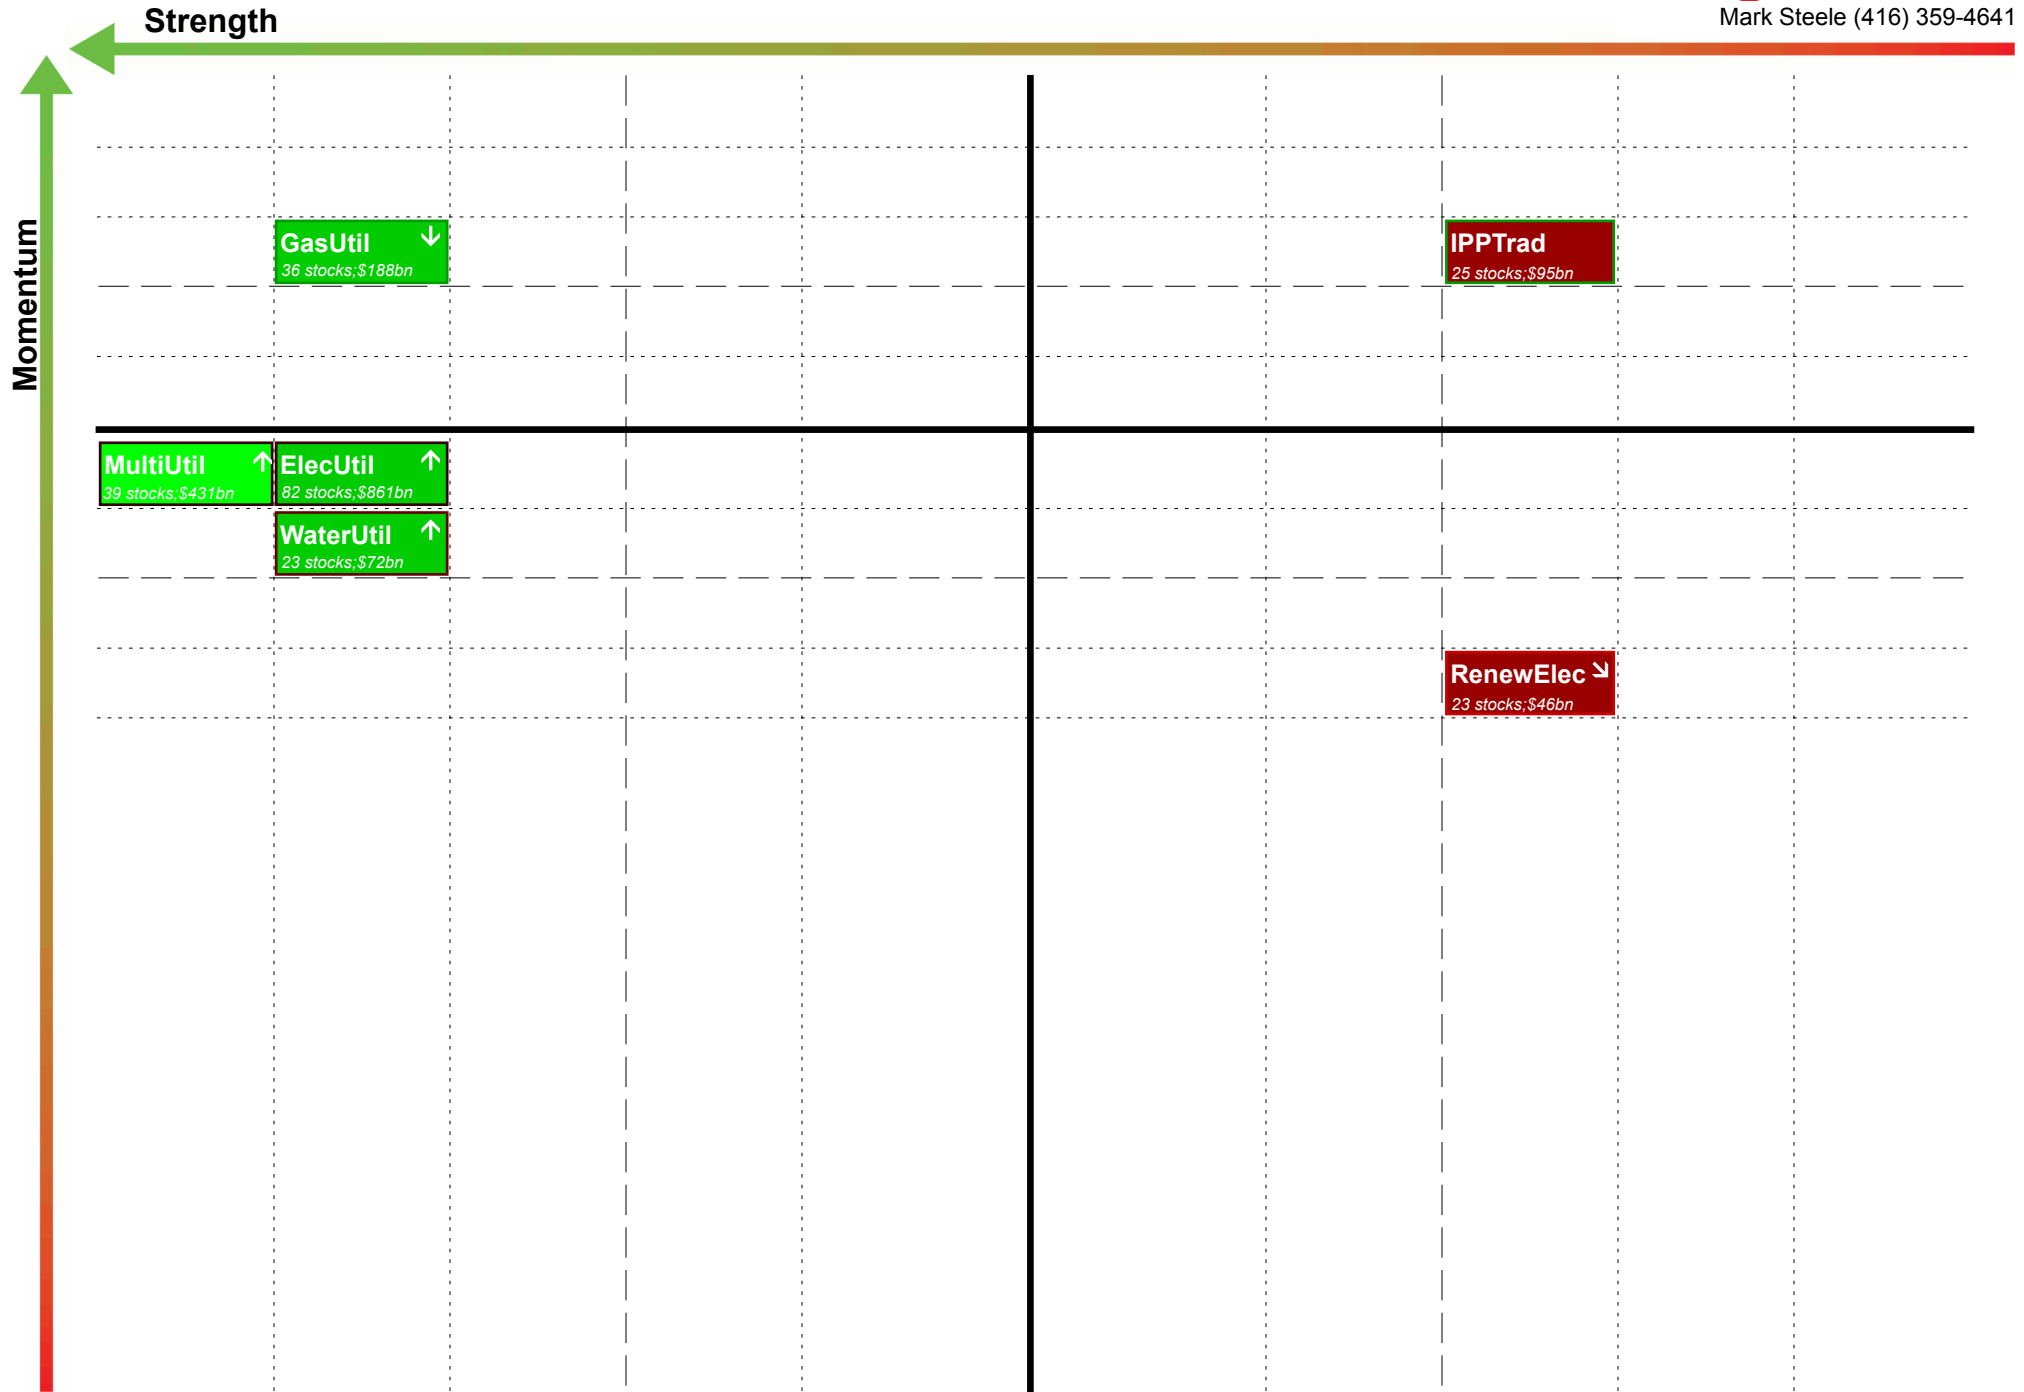 Strength
Mark Steele (416) 359-4641
Momentum
GasUtil
36 stocks;$188bn
IPPTrad
25 stocks;$95bn
MultiUtil
39 stocks;$431bn
ElecUtil
82 stocks;$861bn
WaterUtil
23 stocks;$72bn
RenewElec
23 stocks;$46bn